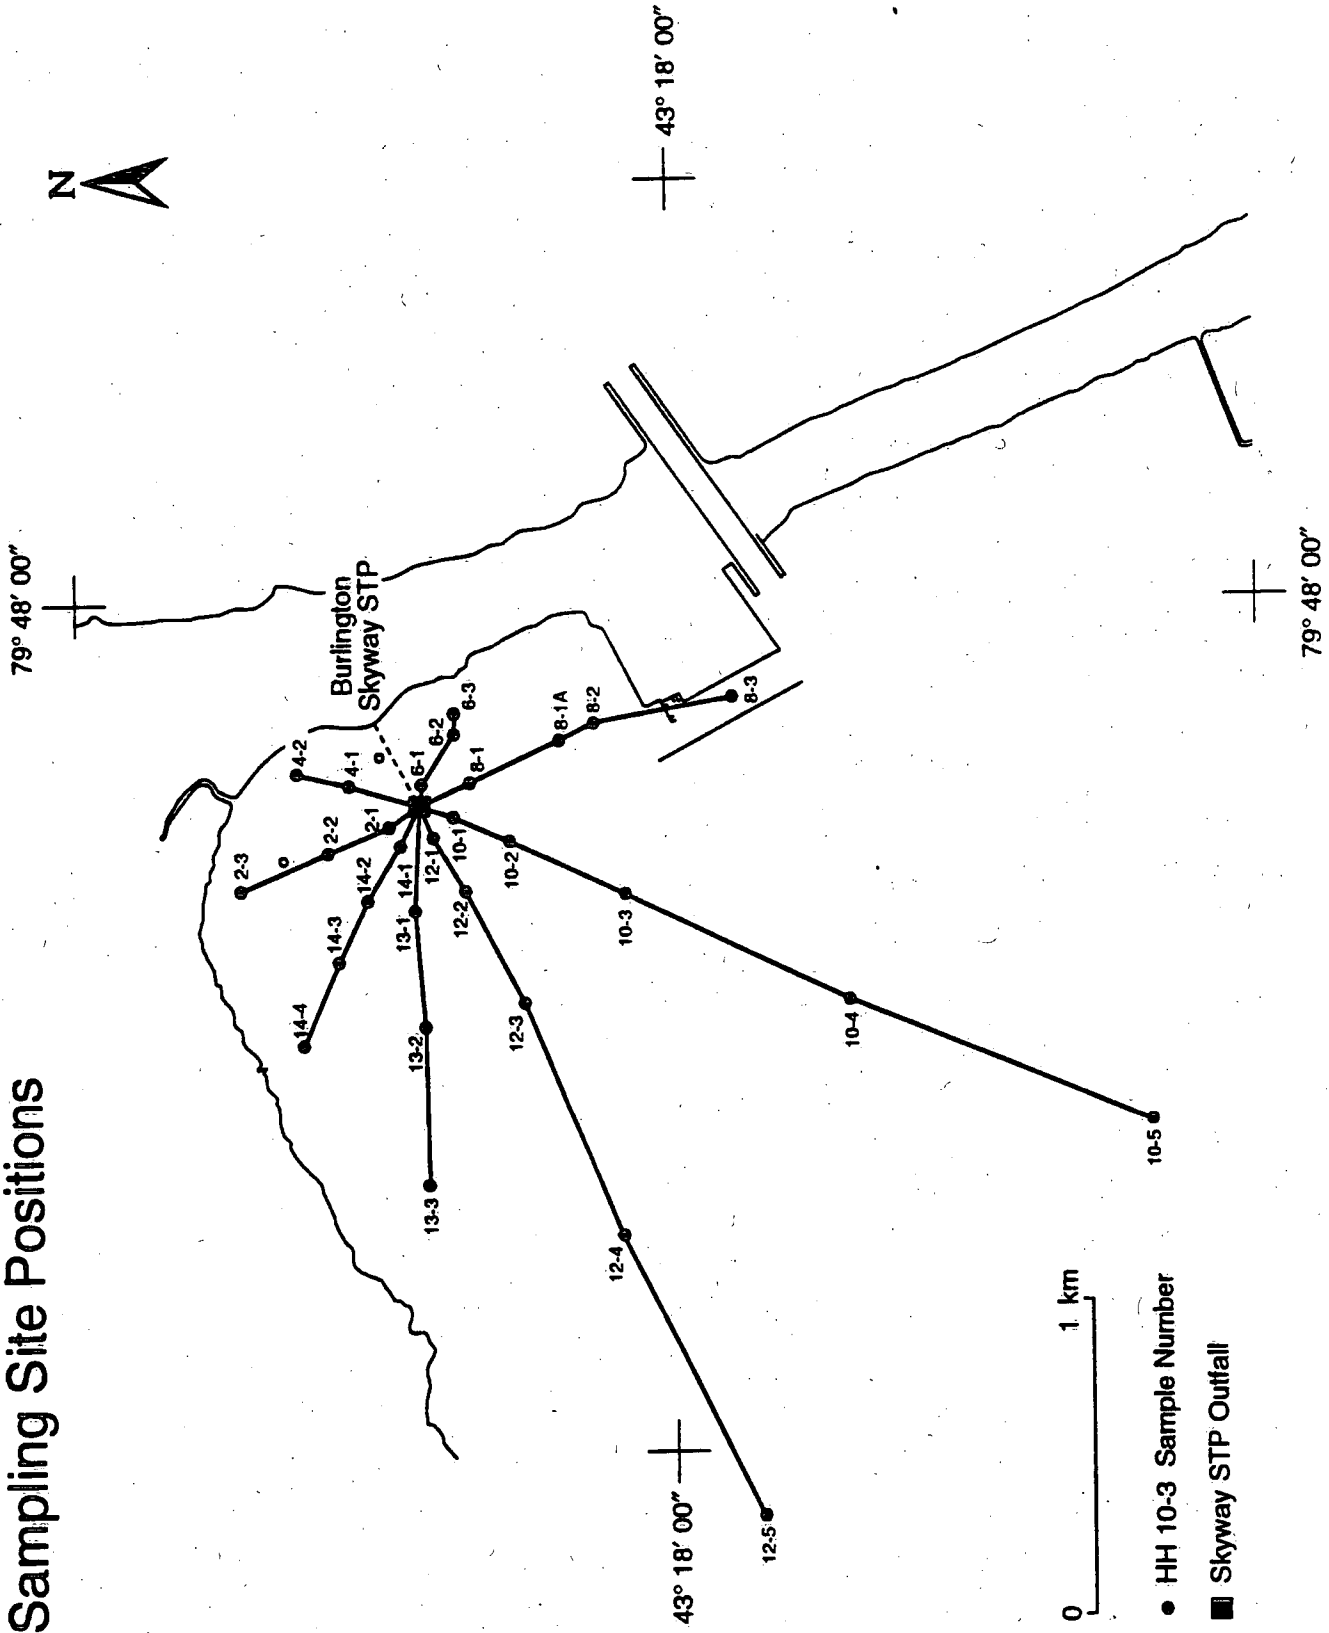 Sampling Site Positions
N
79° 48′ 00″
43° 18′ 00″
Burlington
Skyway STP
4-2
4-1
2-3
2-2
2-1
6-1
6-2
6-3
8-1
8-1A
8-2
8-3
14-4
14-3
14-2
14-1
13-1
13-2
13-3
12-1
12-2
12-3
12-4
12-5
10-1
10-2
10-3
10-4
10-5
43° 18′ 00″
79° 48′ 00″
0 1 km
HH 10-3 Sample Number
Skyway STP Outfall